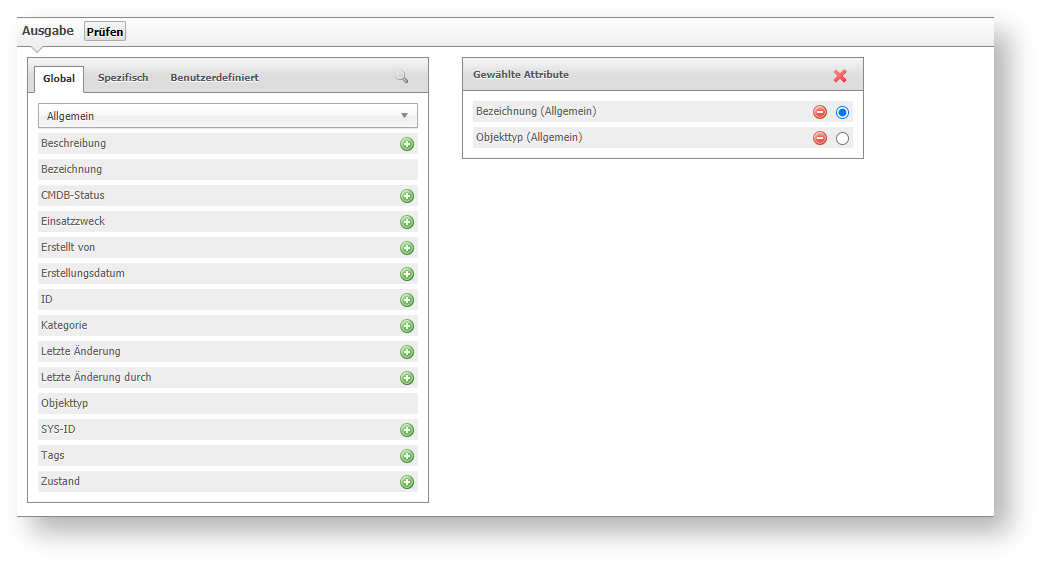 Ausgabe Prüfen
Global Spezifisch Benutzerdefiniert
Allgemein
Beschreibung
Bezeichnung
CMDB-Status
Einsatzzweck
Erstellt von
Erstellungsdatum
ID
Kategorie
Letzte Änderung
Letzte Änderung durch
Objekttyp
SYS-ID
Tags
Zustand
Gewählte Attribute
Bezeichnung (Allgemein)
Objekttyp (Allgemein)